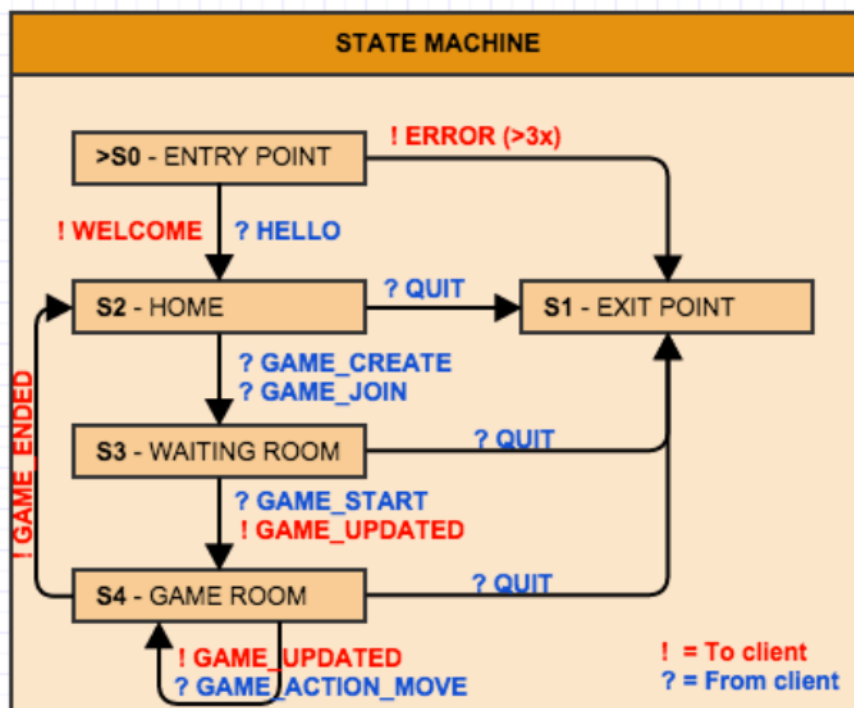 STATE MACHINE
! ERROR (>3x)
>S0 - ENTRY POINT
! WELCOME
? HELLO
? QUIT
S2 - HOME
S1 - EXIT POINT
? GAME_CREATE
? GAME_JOIN
! GAME_ENDED
? QUIT
S3 - WAITING ROOM
? GAME_START
! GAME_UPDATED
? QUIT
S4 - GAME ROOM
! GAME_UPDATED
? GAME_ACTION_MOVE
! = To client
? = From client